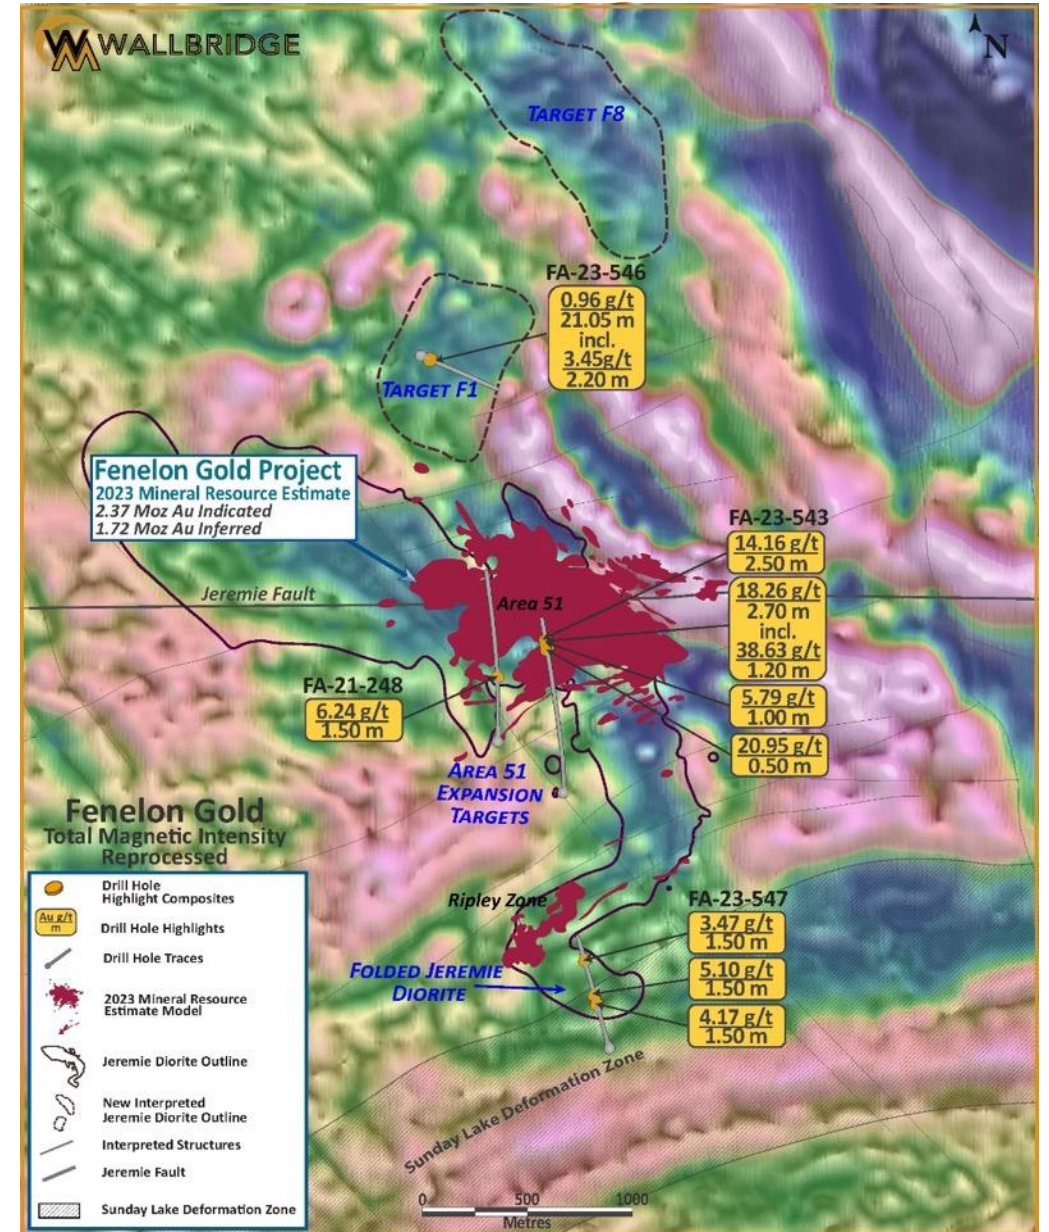 WALLBRIDGE
N
TARGET F8
FA-23-546
0.96 g/t
21.05 m
incl.
3.45g/t
2.20 m
TARGET F1
Fenelon Gold Project
2023 Mineral Resource Estimate
2.37 Moz Au Indicated
1.72 Moz Au Inferred
FA-23-543
14.16 g/t
2.50 m
18.26 g/t
2.70 m
incl.
38.63 g/t
1.20 m
5.79 g/t
1.00 m
20.95 g/t
0.50 m
Jeremie Fault
Area 51
FA-21-248
6.24 g/t
1.50 m
AREA 51
EXPANSION
TARGETS
Fenelon Gold
Total Magnetic Intensity
Reprocessed
Drill Hole
Highlight Composites
Au g/t
m
Drill Hole Highlights
Drill Hole Traces
2023 Mineral Resource
Estimate Model
Jeremie Diorite Outline
New Interpreted
Jeremie Diorite Outline
Interpreted Structures
Jeremie Fault
Sunday Lake Deformation Zone
Ripley Zone
FA-23-547
3.47 g/t
1.50 m
5.10 g/t
1.50 m
4.17 g/t
1.50 m
FOLDED JEREMIE
DIORITE
Sunday Lake Deformation Zone
0 500 1000
Metres